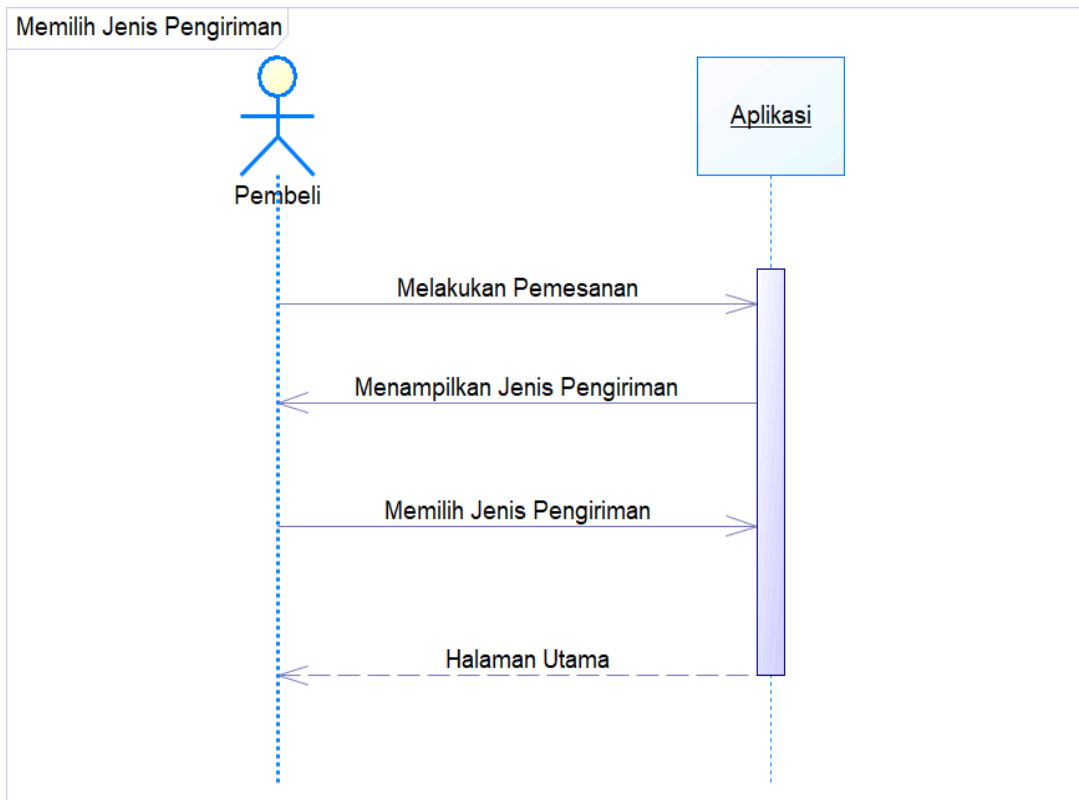 Memilih Jenis Pengiriman
Aplikasi
Pembeli
Melakukan Pemesanan
Menampilkan Jenis Pengiriman
Memilih Jenis Pengiriman
Halaman Utama